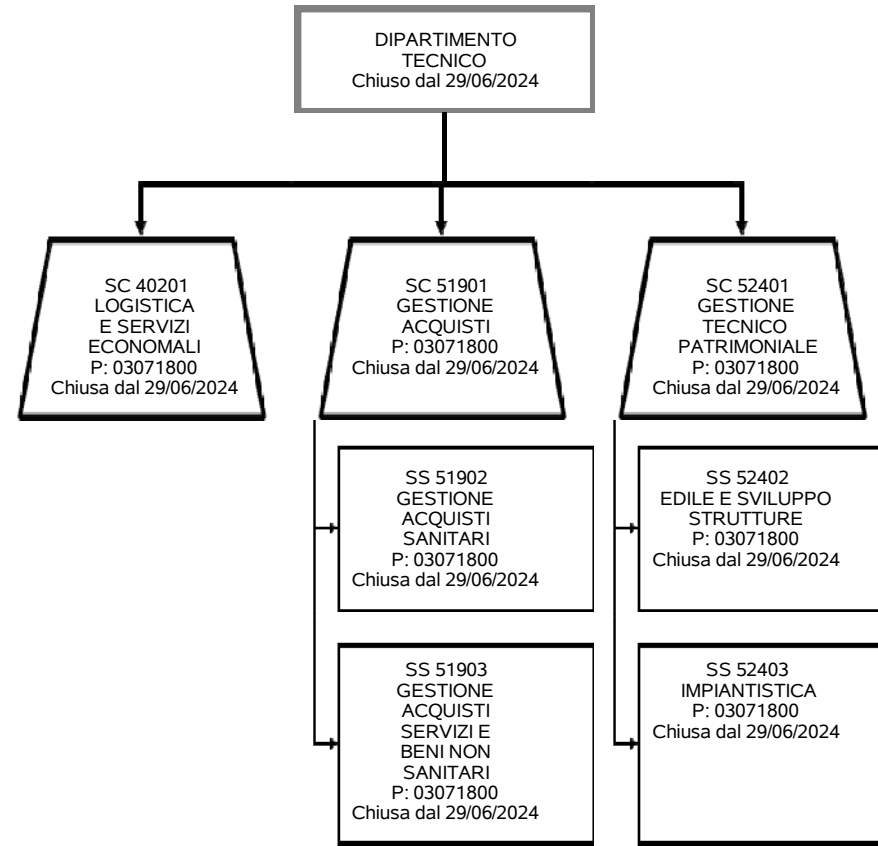 DIPARTIMENTO
TECNICO
Chiuso dal 29/06/2024
SC 40201
LOGISTICA
E SERVIZI
ECONOMALI
P: 03071800
Chiusa dal 29/06/2024
SC 51901
GESTIONE
ACQUISTI
P: 03071800
Chiusa dal 29/06/2024
SC 52401
GESTIONE
TECNICO
PATRIMONIALE
P: 03071800
Chiusa dal 29/06/2024
SS 51902
GESTIONE
ACQUISTI
SANITARI
P: 03071800
Chiusa dal 29/06/2024
SS 52402
EDILE E SVILUPPO
STRUTTURE
P: 03071800
Chiusa dal 29/06/2024
SS 51903
GESTIONE
ACQUISTI
SERVIZI E
BENI NON
SANITARI
P: 03071800
Chiusa dal 29/06/2024
SS 52403
IMPIANTISTICA
P: 03071800
Chiusa dal 29/06/2024